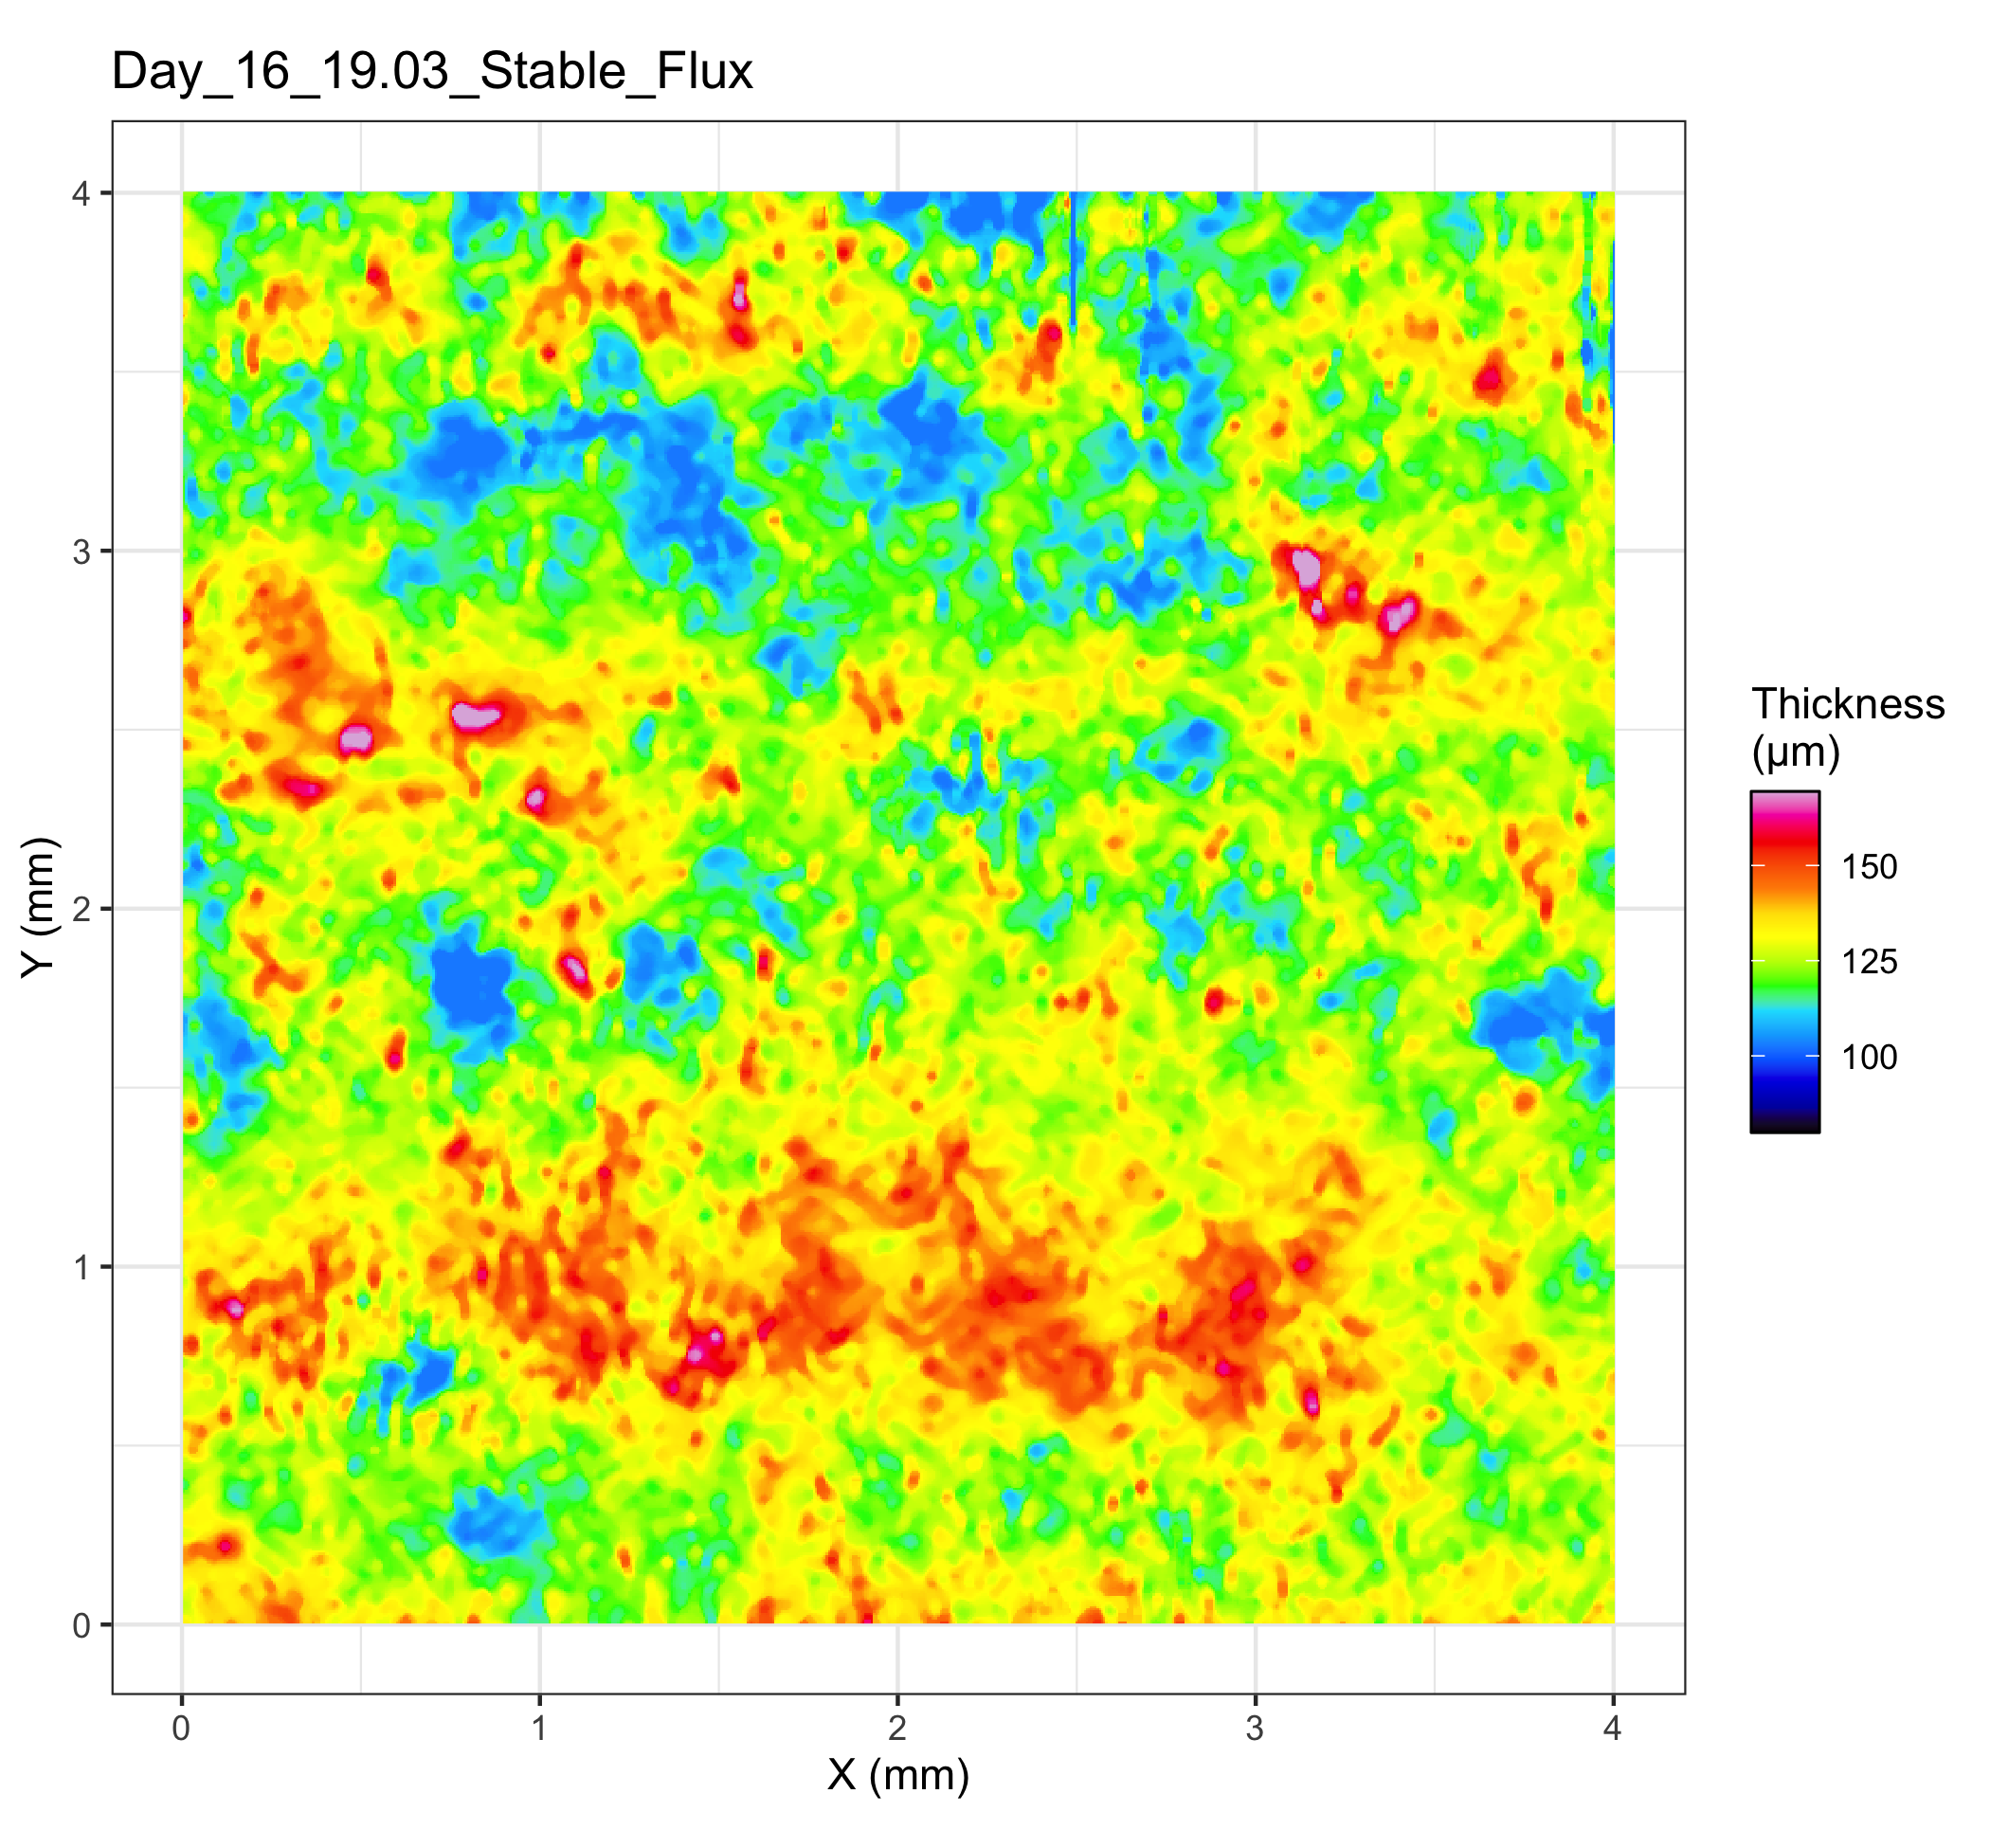 Day_16_19.03_Stable_Flux
4
3
2
1
0
Y (mm)
0 1 2 3 4
X (mm)
Thickness
(µm)
150
125
100